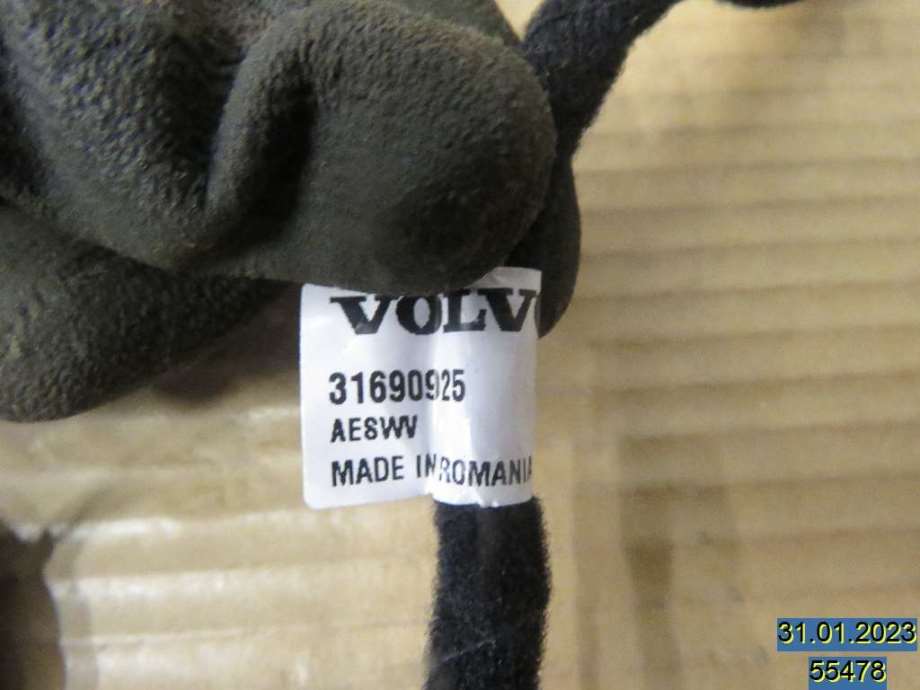 VOLVO
31690925
AESWV
MADE IN ROMANIA
31.01.2023
55478